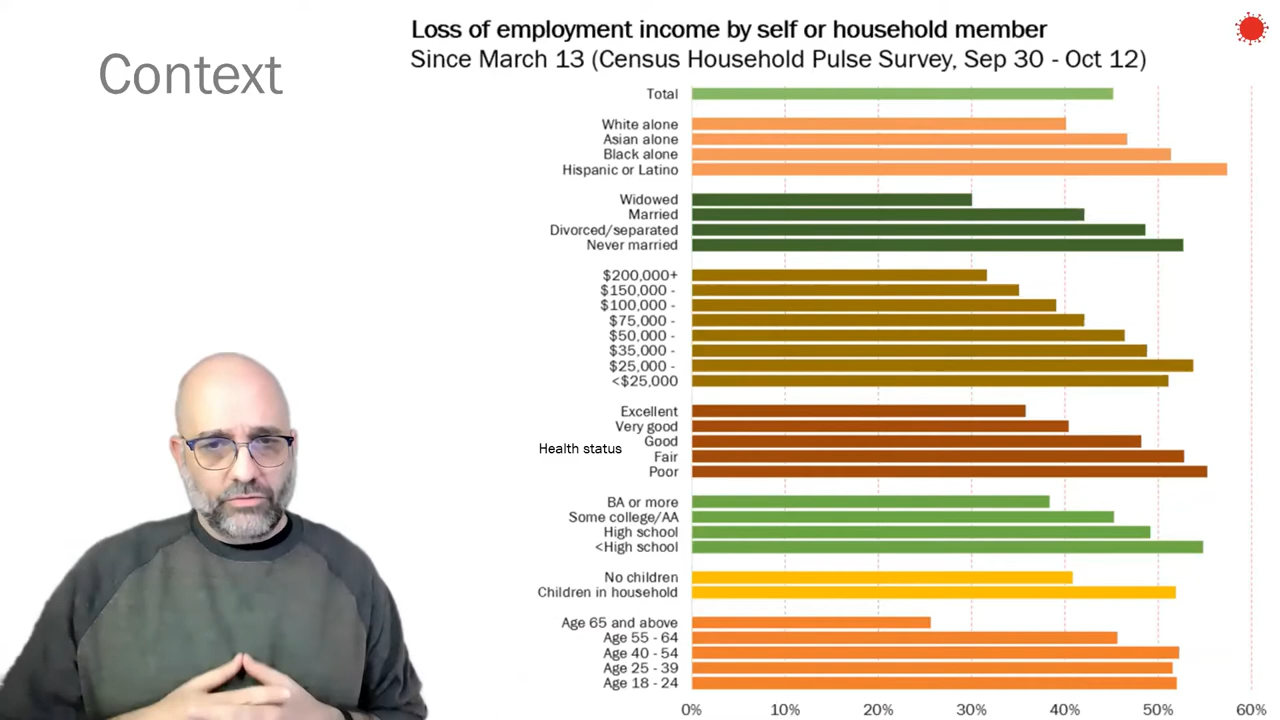 Context
Loss of employment income by self or household member
Since March 13 (Census Household Pulse Survey, Sep 30 - Oct 12)
Total
White alone
Asian alone
Black alone
Hispanic or Latino
Widowed
Married
Divorced/separated
Never married
$200,000+
$150,000 -
$100,000 -
$75,000 -
$50,000 -
$35,000 -
$25,000 -
<$25,000
Health status
Excellent
Very good
Good
Fair
Poor
BA or more
Some college/AA
High school
<High school
No children
Children in household
Age 65 and above
Age 55 - 64
Age 40 - 54
Age 25 - 39
Age 18 - 24
0% 10% 20% 30% 40% 50% 60%